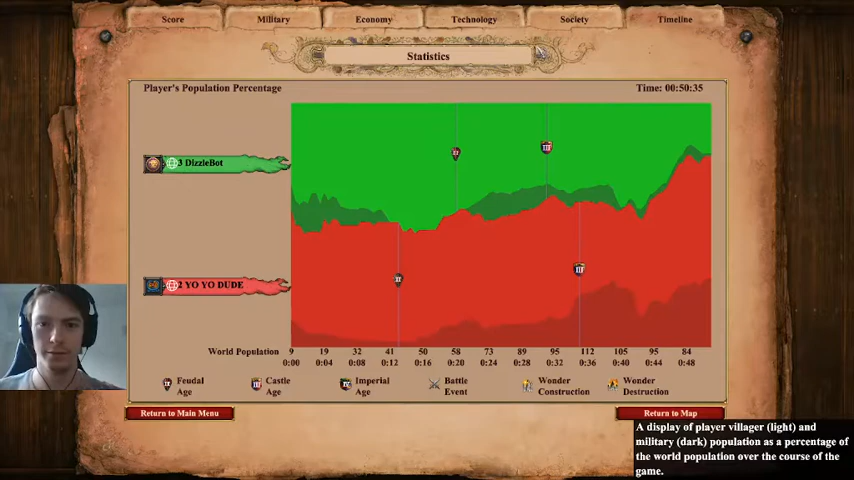 Score Military Economy Technology Society Timeline
Statistics
Player's Population Percentage Time: 00:50:35
3 DizzleBot
2 YO YO DUDE
World Population 9 19 32 41 50 58 73 89 95 112 105 95 84
0:00 0:04 0:08 0:12 0:16 0:20 0:24 0:28 0:32 0:36 0:40 0:44 0:48
Feudal Castle Imperial Battle Wonder Wonder
Age Age Age Event Construction Destruction
Return to Main Menu Return to Map
A display of player villager (light) and
military (dark) population as a percentage of
the world population over the course of the
game.